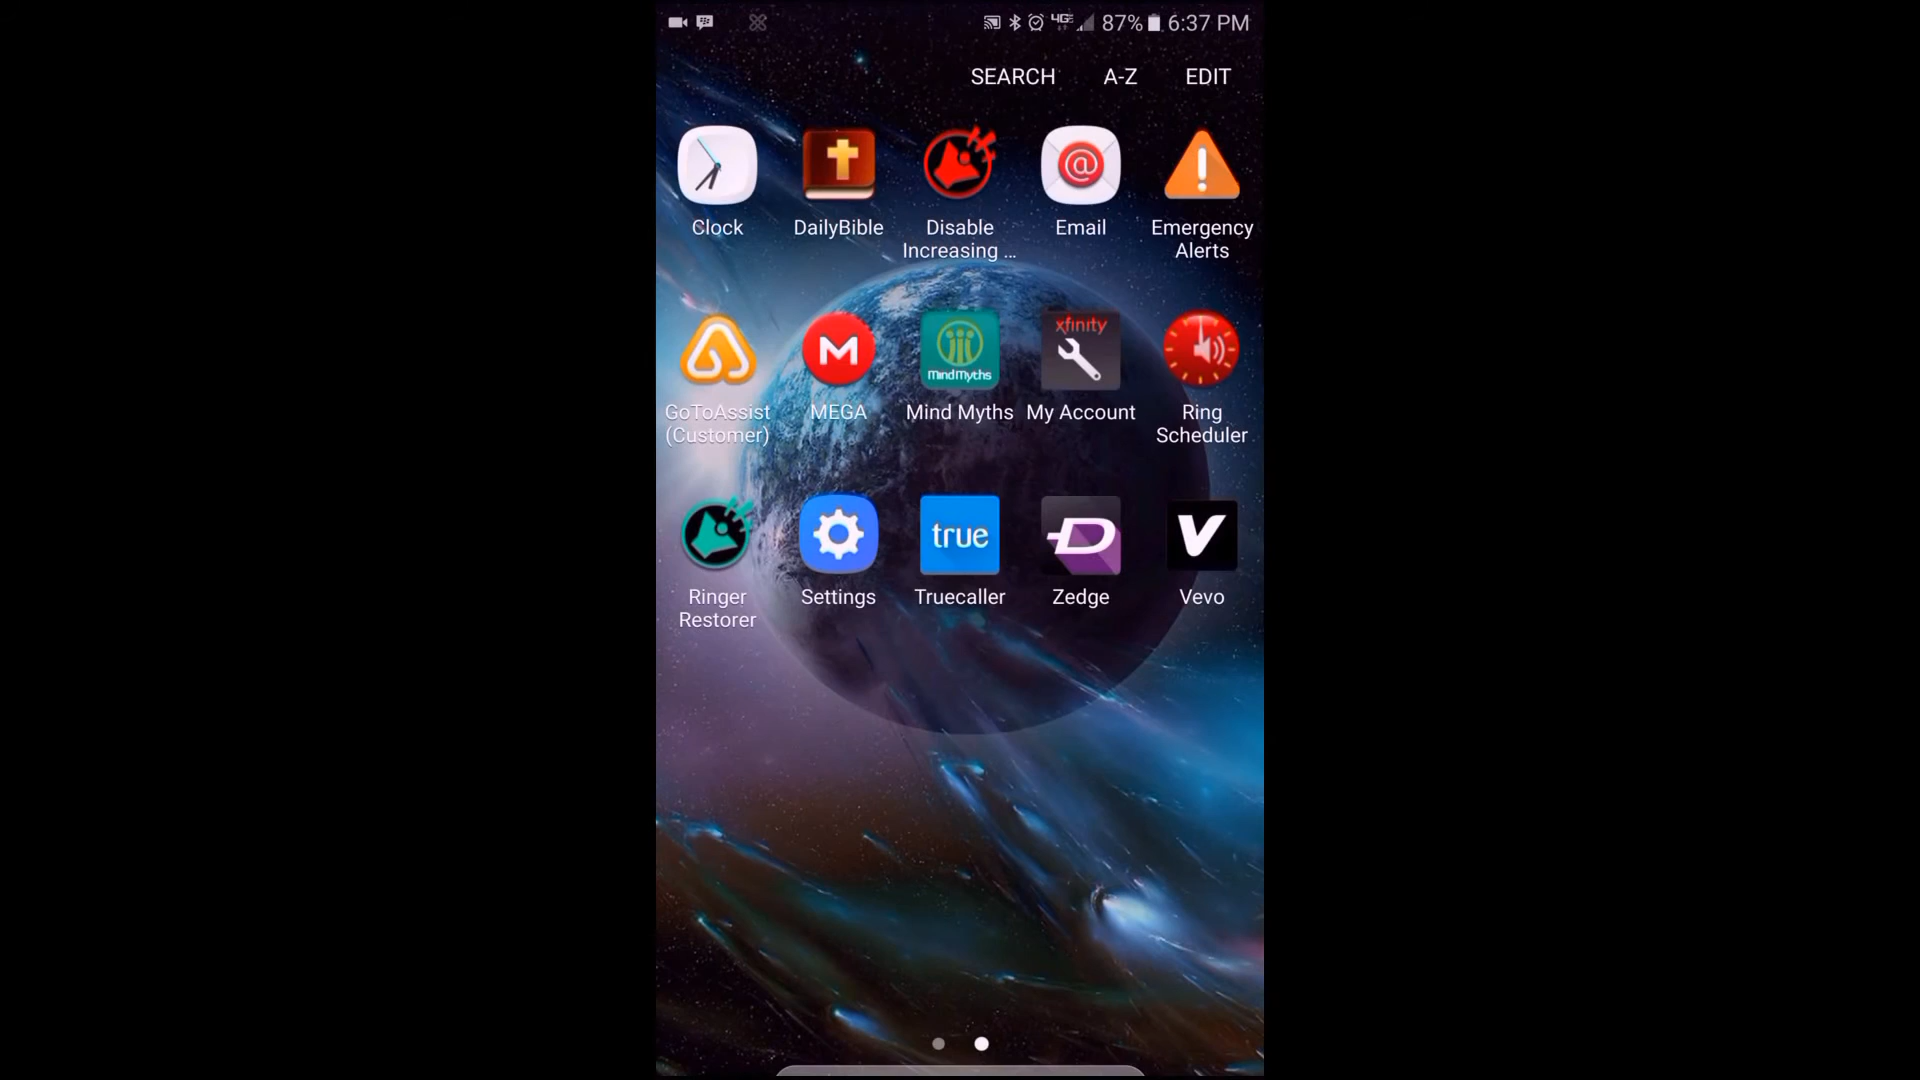 4G 87% 6:37 PM
SEARCH A-Z EDIT
Clock DailyBible Disable Increasing ... Email Emergency Alerts
xfinity
MindMyths
GoToAssist (Customer) MEGA Mind Myths My Account Ring Scheduler
true
Ringer Restorer Settings Truecaller Zedge Vevo